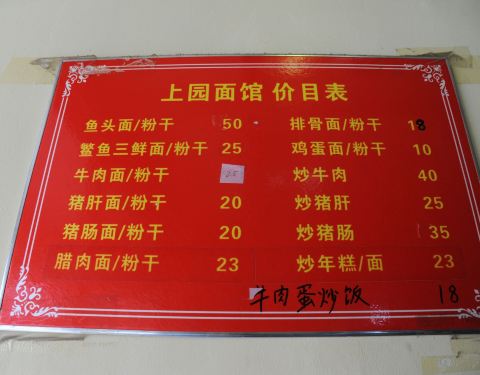 上园面馆 价目表
鱼头面/粉干 50
鳘鱼三鲜面/粉干 25
牛肉面/粉干 25
猪肝面/粉干 20
猪肠面/粉干 20
腊肉面/粉干 23
排骨面/粉干 18
鸡蛋面/粉干 10
炒牛肉 40
炒猪肝 25
炒猪肠 35
炒年糕/面 23
牛肉蛋炒饭 18